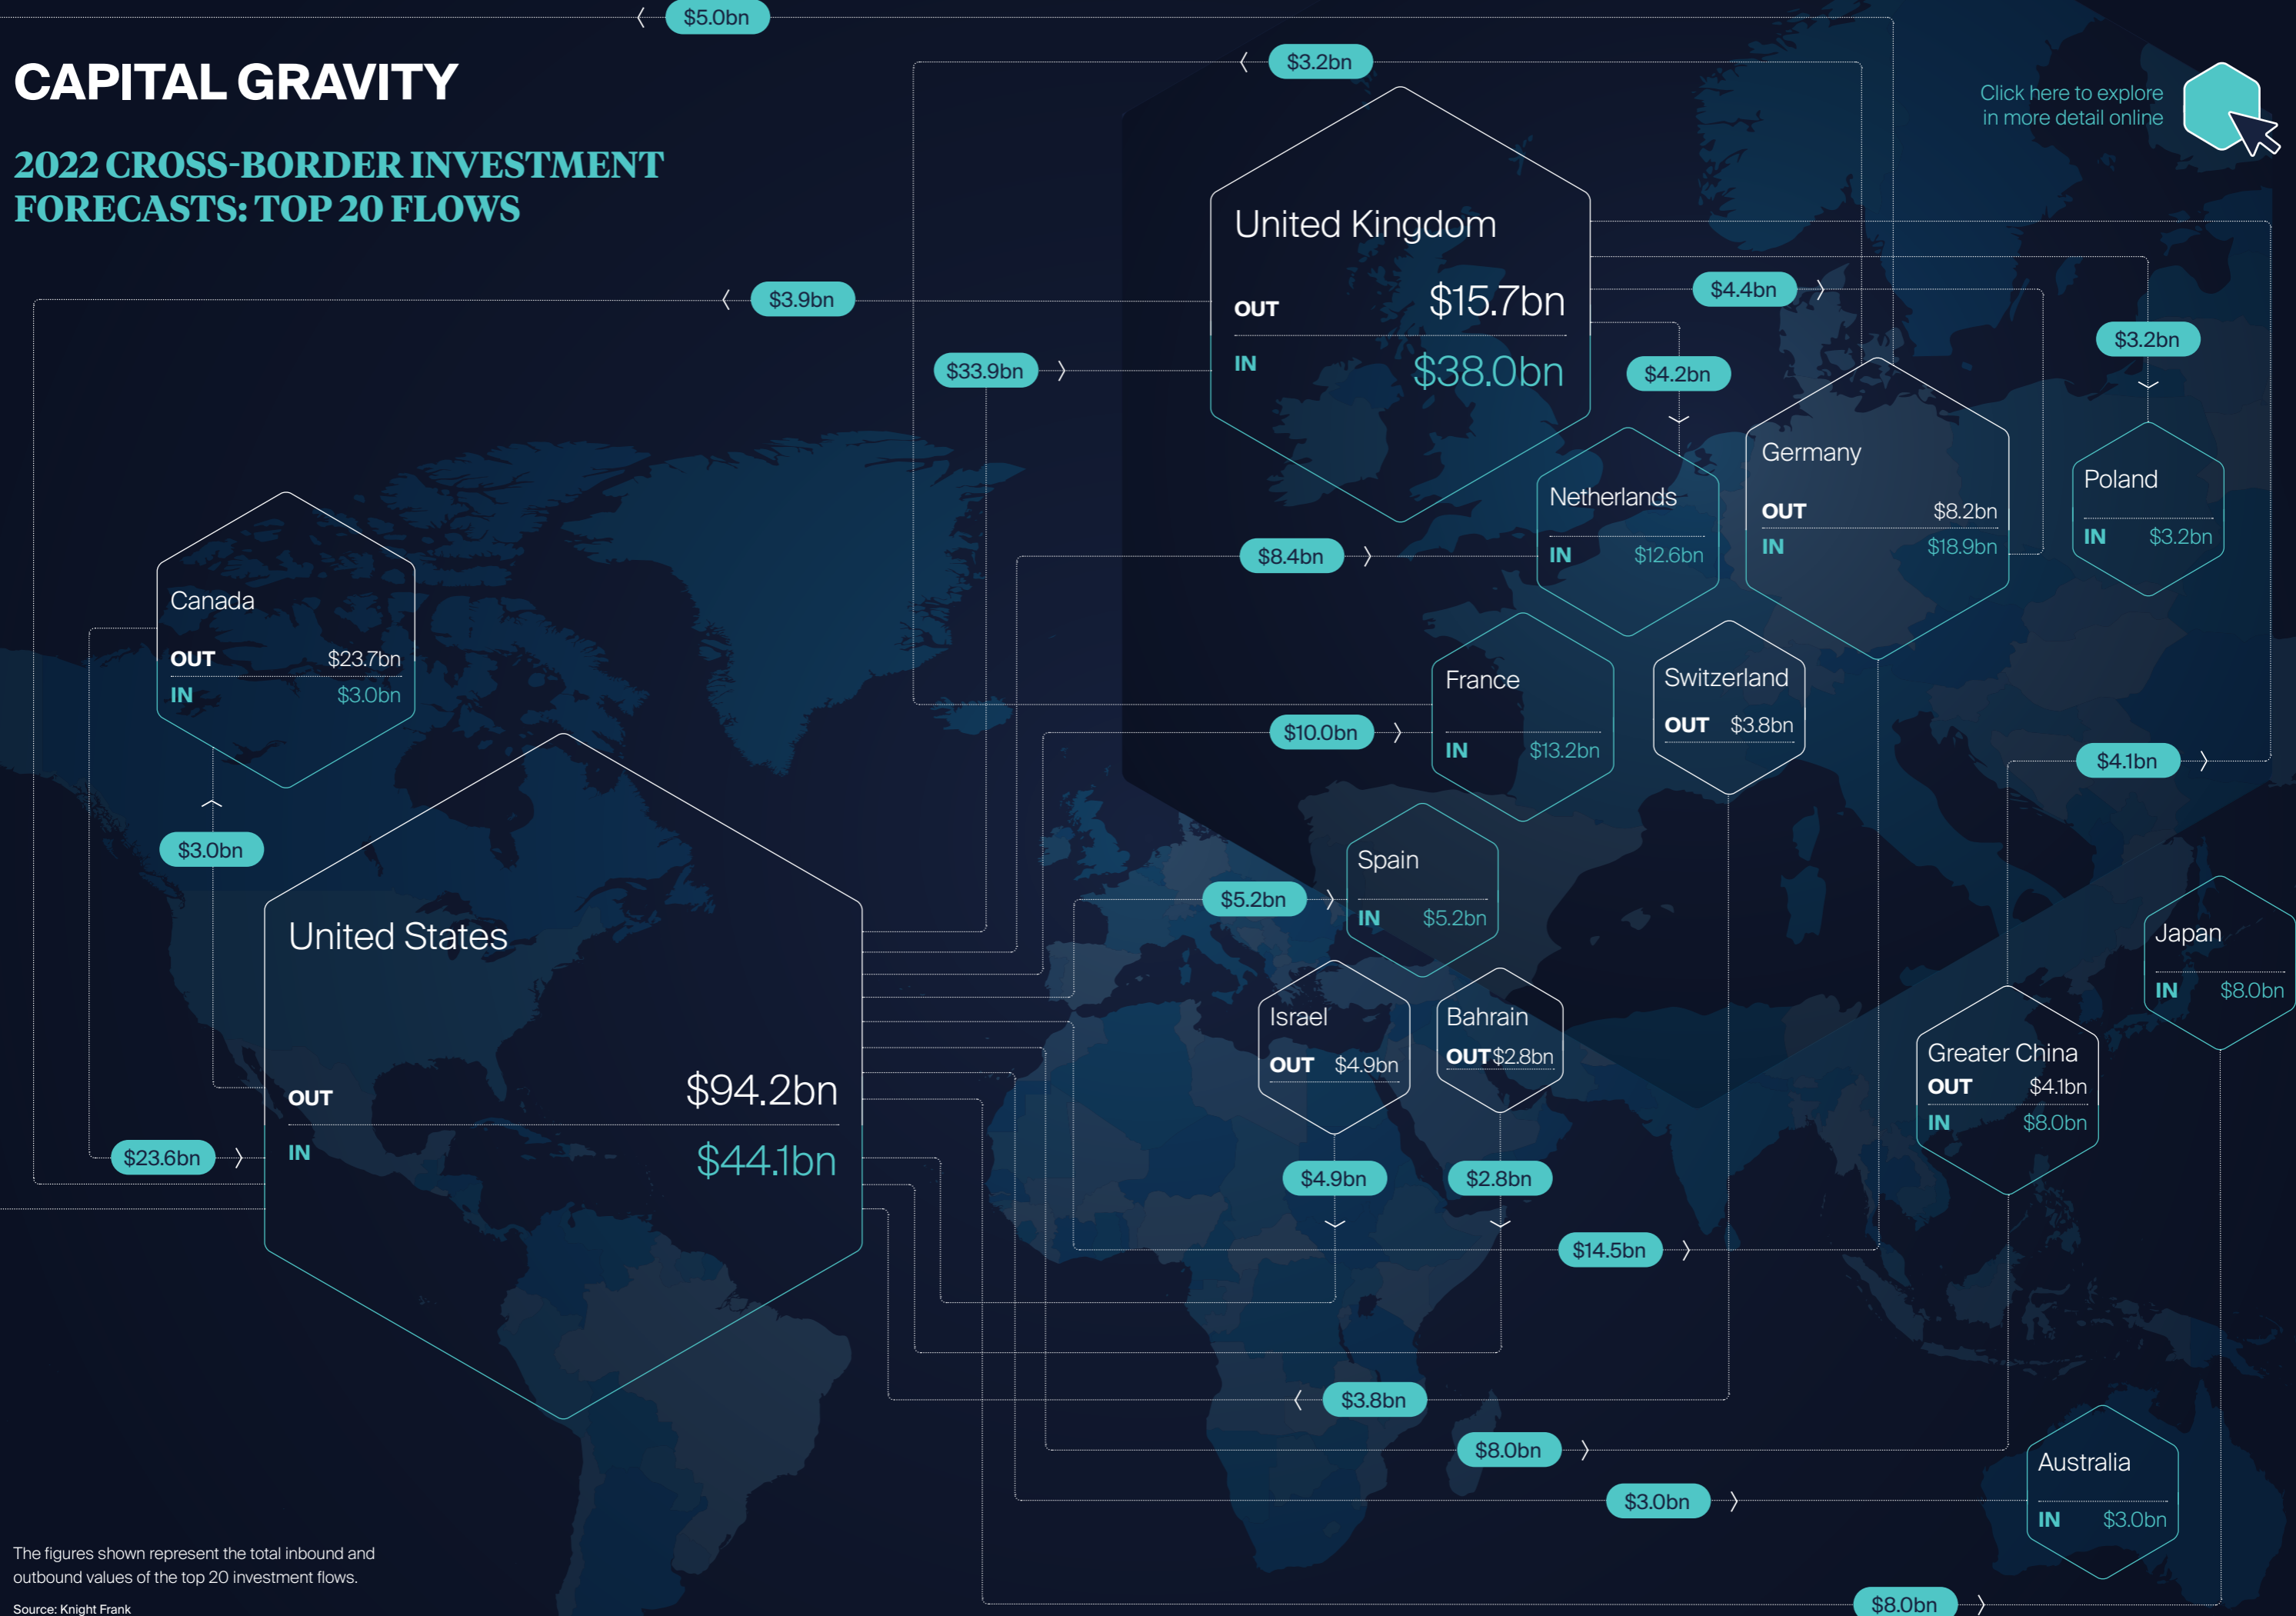 $5.0bn
CAPITAL GRAVITY
$3.2bn
Click here to explore
in more detail online
2022 CROSS-BORDER INVESTMENT
FORECASTS: TOP 20 FLOWS
United Kingdom
OUT $15.7bn
IN $38.0bn
$3.9bn
$33.9bn
$4.4bn
$4.2bn
$3.2bn
Netherlands
IN $12.6bn
Germany
OUT $8.2bn
IN $18.9bn
Poland
IN $3.2bn
$8.4bn
Canada
OUT $23.7bn
IN $3.0bn
France
IN $13.2bn
Switzerland
OUT $3.8bn
$10.0bn
$4.1bn
$3.0bn
Spain
IN $5.2bn
$5.2bn
United States
OUT $94.2bn
IN $44.1bn
Japan
IN $8.0bn
Israel
OUT $4.9bn
Bahrain
OUT $2.8bn
Greater China
OUT $4.1bn
IN $8.0bn
$23.6bn
$4.9bn
$2.8bn
$14.5bn
$3.8bn
$8.0bn
$3.0bn
Australia
IN $3.0bn
$8.0bn
The figures shown represent the total inbound and
outbound values of the top 20 investment flows.
Source: Knight Frank